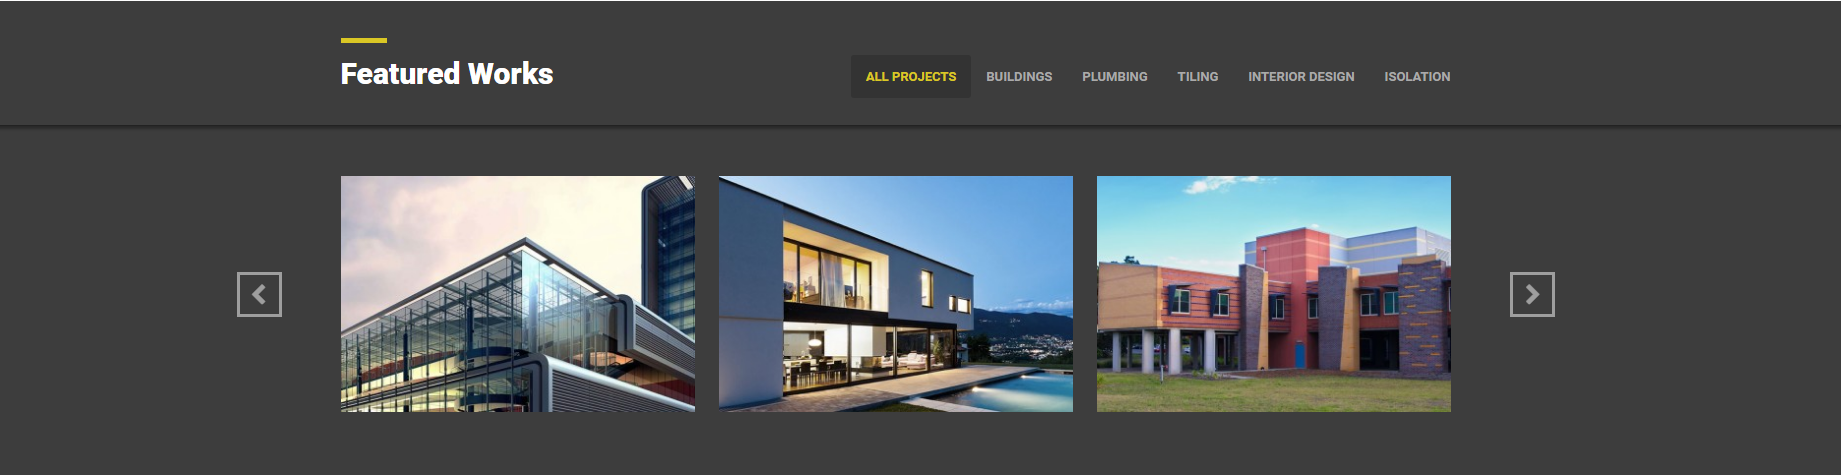 Featured Works
ALL PROJECTS BUILDINGS PLUMBING TILING INTERIOR DESIGN ISOLATION